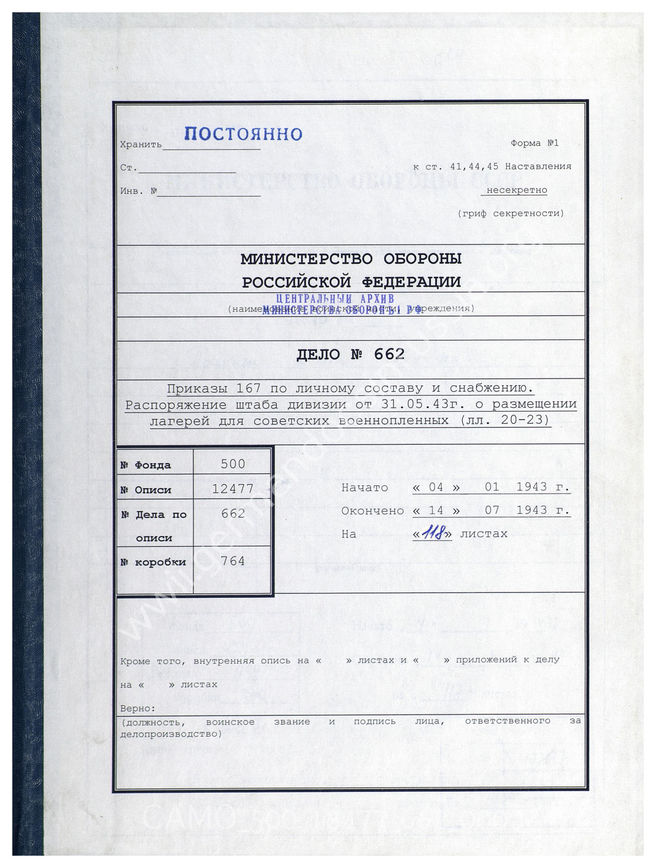 ПОСТОЯННО
Хранить
Форма №1
Ст.
к ст. 41,44,45 Наставления
Инв. №
несекретно
(гриф секретности)
МИНИСТЕРСТВО ОБОРОНЫ
РОССИЙСКОЙ ФЕДЕРАЦИИ
ЦЕНТРАЛЬНЫЙ АРХИВ
МИНИСТЕРСТВА ОБОРОНЫ РФ
ДЕЛО № 662
Приказы 167 по личному составу и снабжению.
Распоряжение штаба дивизии от 31.05.43г. о размещении
лагерей для советских военнопленных (лл. 20-23)
№ Фонда 500
№ Описи 12477
№ Дела по 662
описи
№ коробки 764
Начато « 04 » 01 1943 г.
Окончено « 14 » 07 1943 г.
На «118» листах
Кроме того, внутренняя опись на « » листах и « » приложений к делу
на « » листах
Верно:
(должность, воинское звание и подпись лица, ответственного за
делопроизводство)